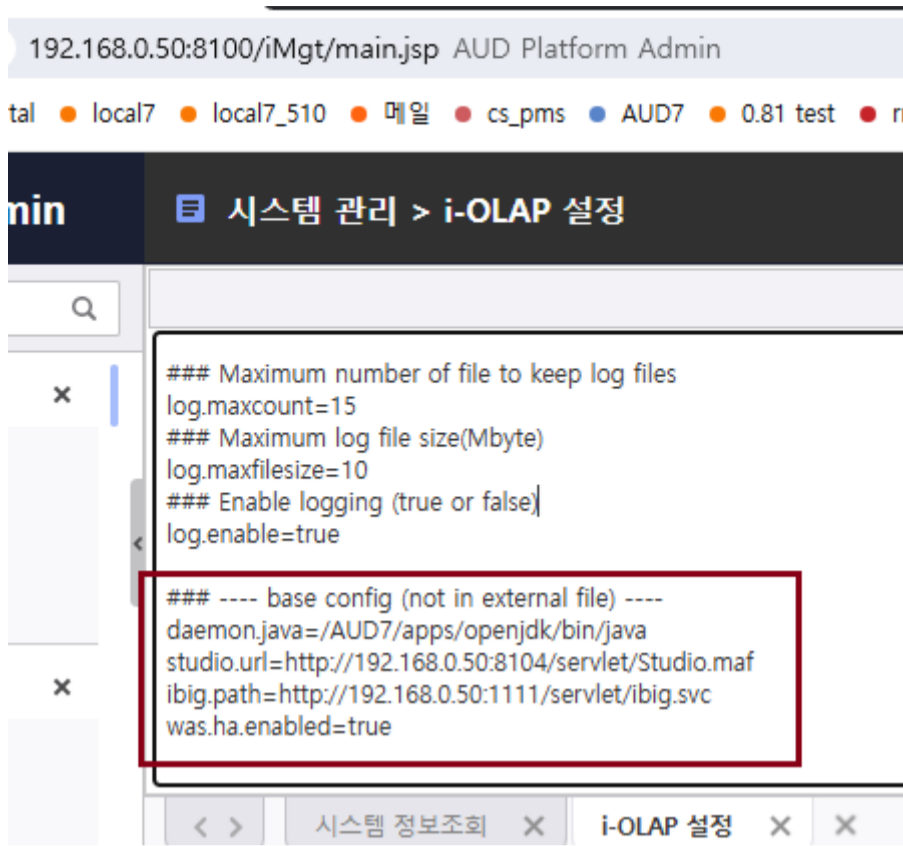 192.168.0.50:8100/iMgt/main.jsp AUD Platform Admin
tal local7 local7_510 메일 cs_pms AUD7 0.81 test
min 시스템 관리 > i-OLAP 설정
### Maximum number of file to keep log files
log.maxcount=15
### Maximum log file size(Mbyte)
log.maxfilesize=10
### Enable logging (true or false)
log.enable=true
### ---- base config (not in external file) ----
daemon.java=/AUD7/apps/openjdk/bin/java
studio.url=http://192.168.0.50:8104/servlet/Studio.maf
ibig.path=http://192.168.0.50:1111/servlet/ibig.svc
was.ha.enabled=true
시스템 정보조회 i-OLAP 설정